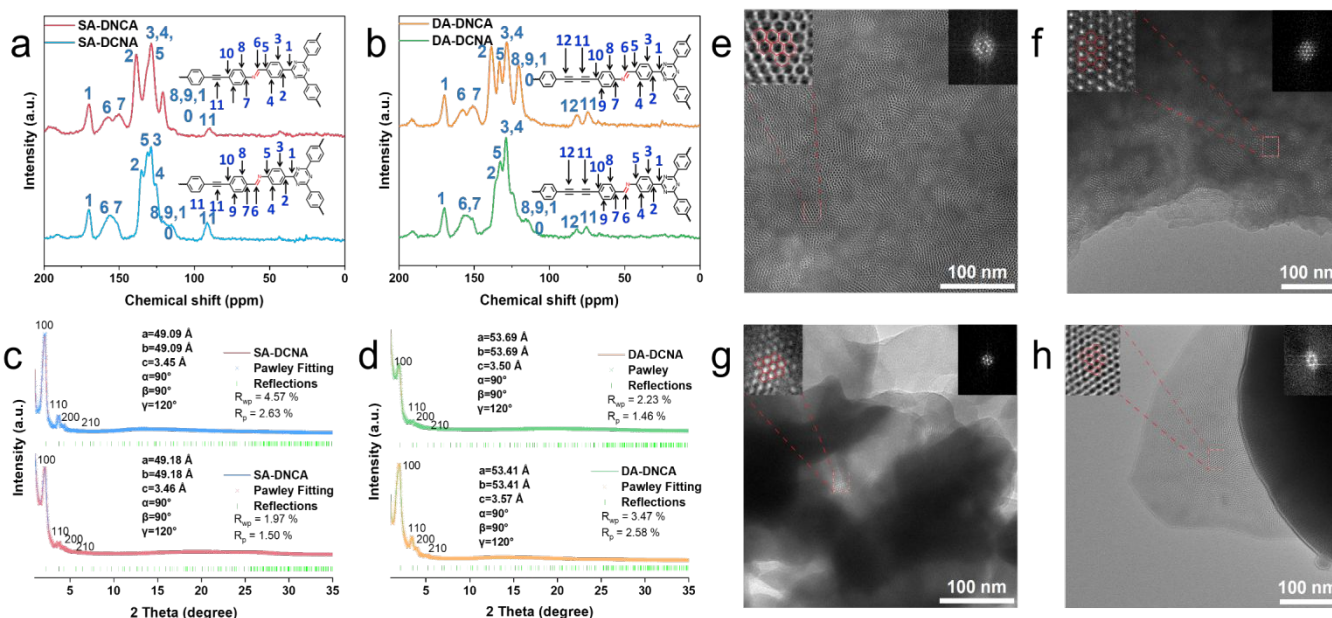 a
SA-DNCA
SA-DCNA
1
6
7
2
3,4,
5
8,9,1
0
11
10
8
6
5
3
1
11
7
4
2
1
6
7
2
5
3
4
8,9,1
0
11
10
8
5
3
1
11
11
9
7
6
4
2
Intensity (a.u.)
200
150
100
50
0
Chemical shift (ppm)
b
DA-DNCA
DA-DCNA
1
6
7
2
5
3,4
8,9,1
0
12
11
12
11
10
8
6
5
3
1
9
7
4
2
1
6,7
5
2
3,4
8,9,1
0
12
11
12
11
10
8
5
3
1
9
7
6
4
2
Intensity (a.u.)
200
150
100
50
0
Chemical shift (ppm)
c
100
110
200
210
a=49.09 Å
b=49.09 Å
c=3.45 Å
α=90°
β=90°
γ=120°
SA-DCNA
Pawley Fitting
Reflections
Rwp = 4.57 %
Rp = 2.63 %
100
110
200
210
a=49.18 Å
b=49.18 Å
c=3.46 Å
α=90°
β=90°
γ=120°
SA-DNCA
Pawley Fitting
Reflections
Rwp = 1.97 %
Rp = 1.50 %
Intensity (a.u.)
5
10
15
20
25
30
35
2 Theta (degree)
d
100
110
200
210
a=53.69 Å
b=53.69 Å
c=3.50 Å
α=90°
β=90°
γ=120°
DA-DCNA
Pawley
Reflections
Rwp = 2.23 %
Rp = 1.46 %
100
110
200
210
a=53.41 Å
b=53.41 Å
c=3.57 Å
α=90°
β=90°
γ=120°
DA-DNCA
Pawley Fitting
Reflections
Rwp = 3.47 %
Rp = 2.58 %
Intensity (a.u.)
5
10
15
20
25
30
35
2 Theta (degree)
e
100 nm
f
100 nm
g
100 nm
h
100 nm